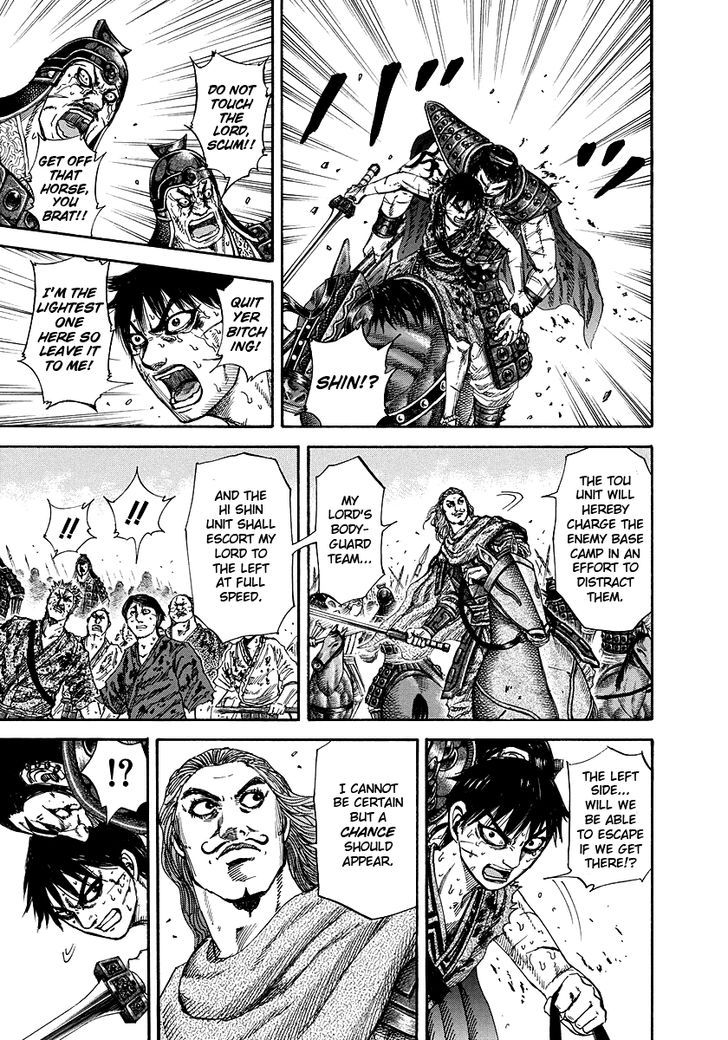 SHIN!?
DO NOT
TOUCH
THE
LORD,
SCUM!!
GET OFF
THAT
HORSE,
YOU
BRAT!!
QUIT
YER
BITCH
ING!
I'M THE
LIGHTEST
ONE
HERE SO
LEAVE IT
TO ME!
THE TOU
UNIT WILL
HEREBY
CHARGE THE
ENEMY BASE
CAMP IN AN
EFFORT TO
DISTRACT
THEM.
MY
LORD'S
BODY-
GUARD
TEAM...
AND THE
HI SHIN
UNIT SHALL
ESCORT MY
LORD TO
THE LEFT
AT FULL
SPEED.
!!
!!
THE LEFT
SIDE...
WILL WE
BE ABLE
TO ESCAPE
IF WE GET
THERE!?
I CANNOT
BE CERTAIN
BUT A
CHANCE
SHOULD
APPEAR.
!?